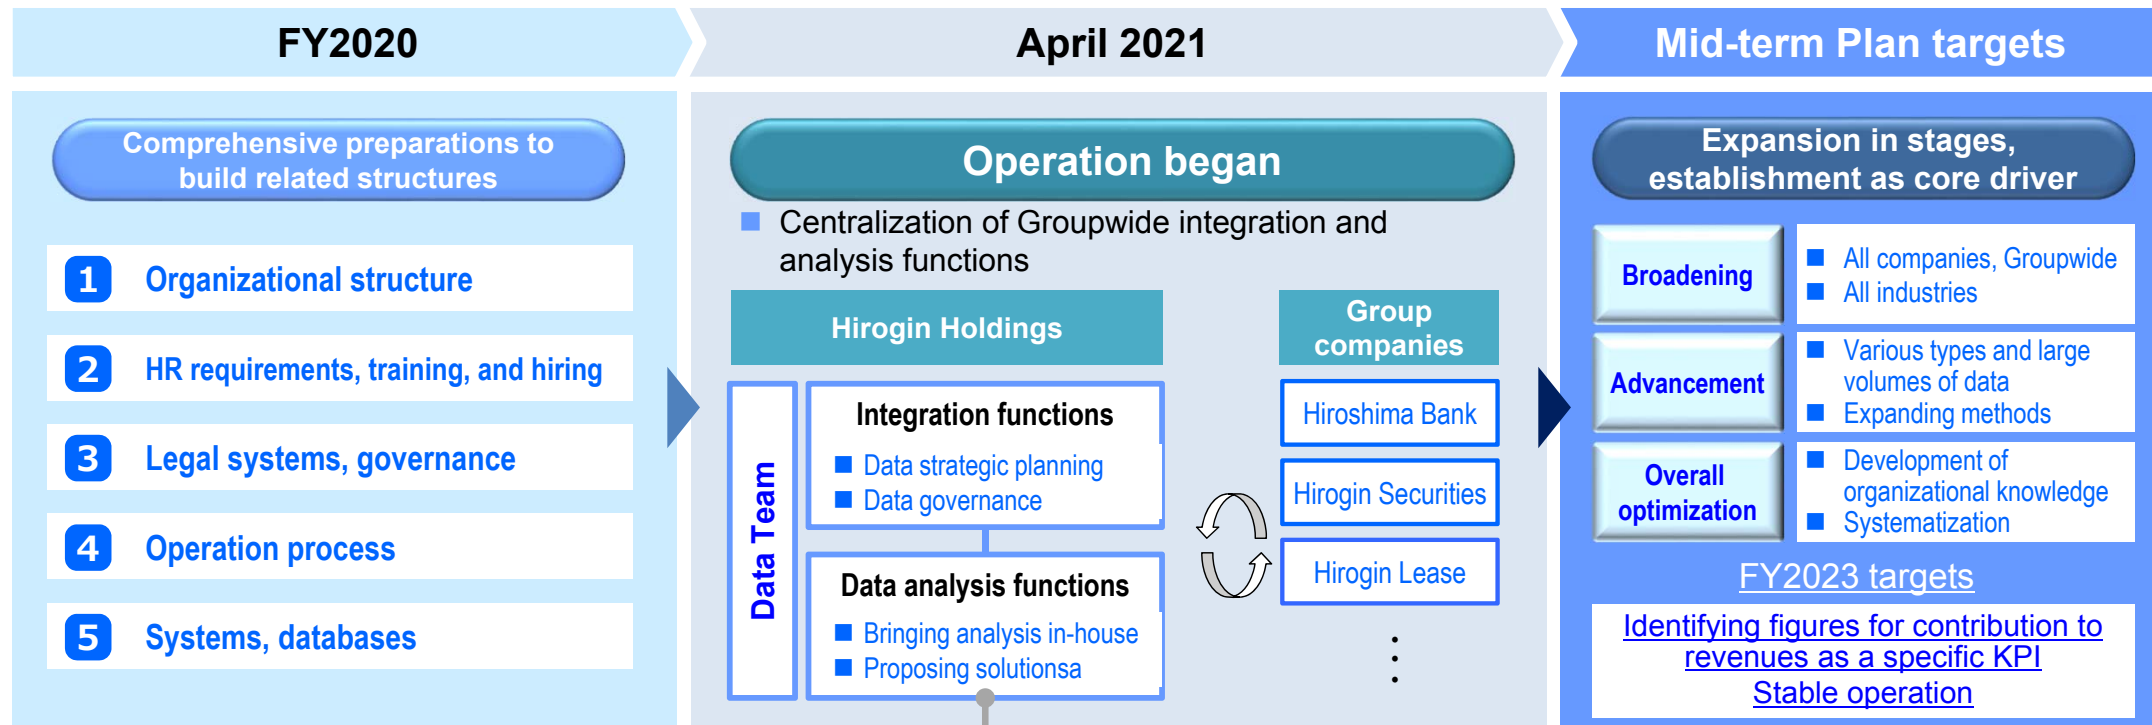 FY2020
April 2021
Mid-term Plan targets
Comprehensive preparations to
build related structures
1 Organizational structure
2 HR requirements, training, and hiring
3 Legal systems, governance
4 Operation process
5 Systems, databases
Operation began
■ Centralization of Groupwide integration and
analysis functions
Hirogin Holdings
Data Team
Integration functions
■ Data strategic planning
■ Data governance
Data analysis functions
■ Bringing analysis in-house
■ Proposing solutionsa
Group
companies
Hiroshima Bank
Hirogin Securities
Hirogin Lease
⋮
Expansion in stages,
establishment as core driver
Broadening
■ All companies, Groupwide
■ All industries
Advancement
■ Various types and large
volumes of data
■ Expanding methods
Overall
optimization
■ Development of
organizational knowledge
■ Systematization
FY2023 targets
Identifying figures for contribution to
revenues as a specific KPI
Stable operation